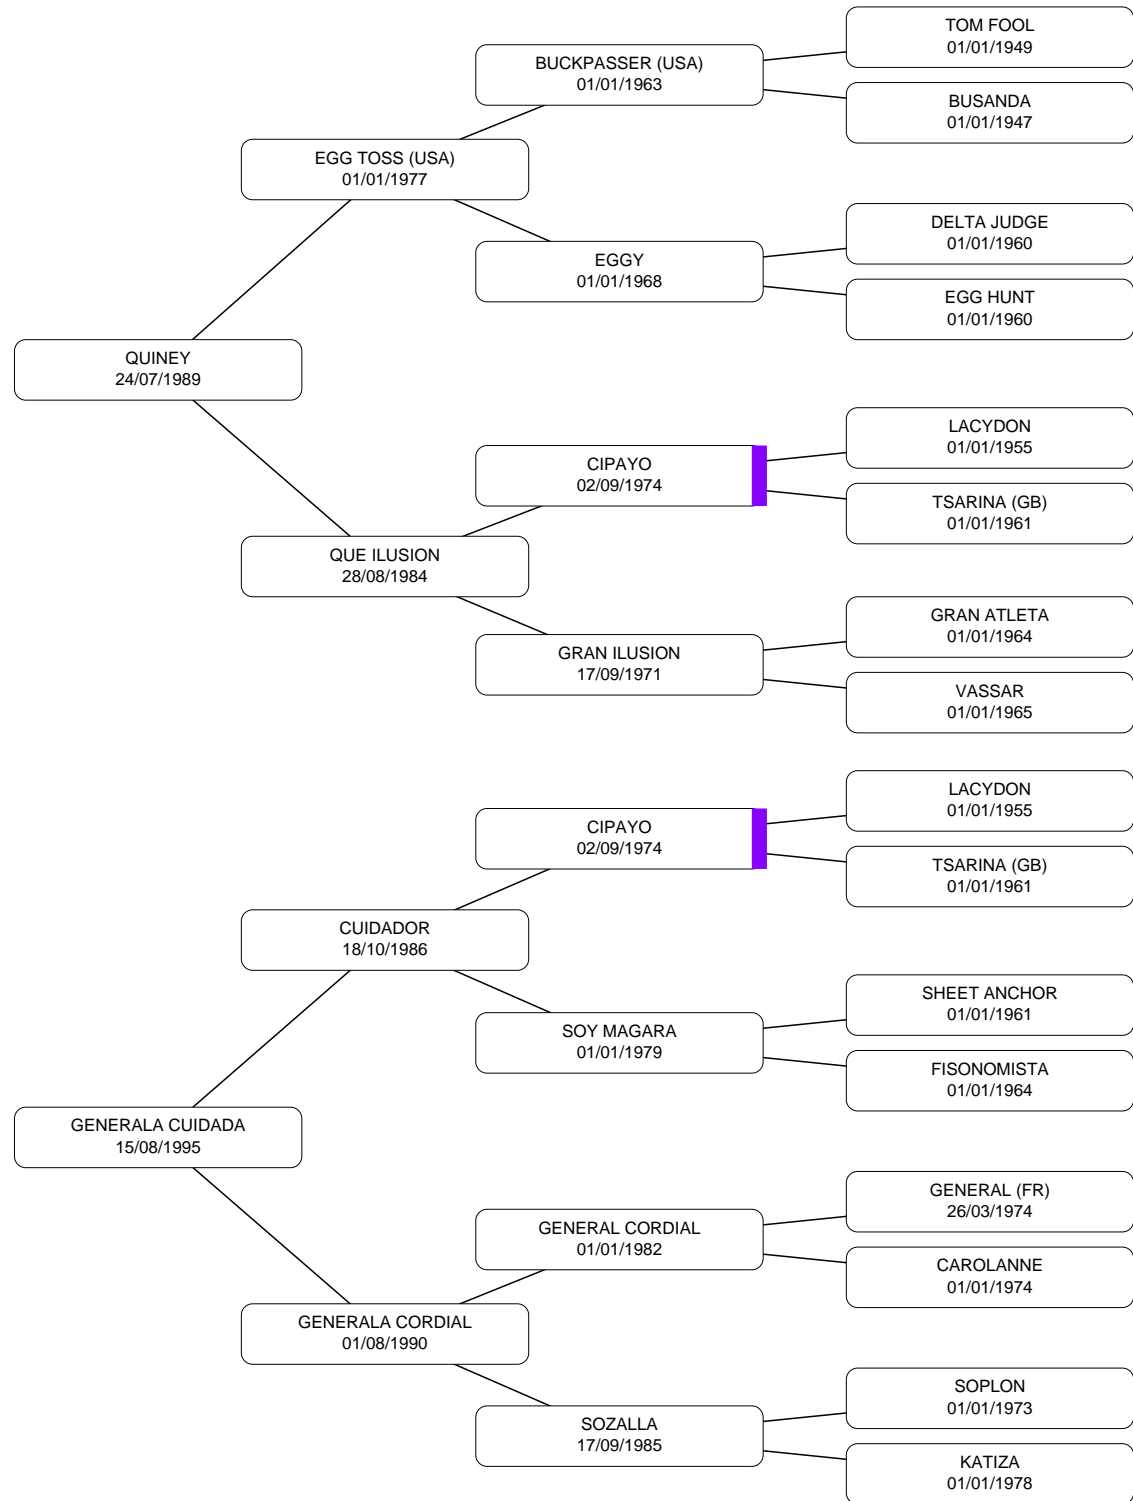 TOM FOOL
01/01/1949
BUCKPASSER (USA)
01/01/1963
BUSANDA
01/01/1947
EGG TOSS (USA)
01/01/1977
DELTA JUDGE
01/01/1960
EGGY
01/01/1968
EGG HUNT
01/01/1960
QUINEY
24/07/1989
LACYDON
01/01/1955
CIPAYO
02/09/1974
TSARINA (GB)
01/01/1961
QUE ILUSION
28/08/1984
GRAN ATLETA
01/01/1964
GRAN ILUSION
17/09/1971
VASSAR
01/01/1965
LACYDON
01/01/1955
CIPAYO
02/09/1974
TSARINA (GB)
01/01/1961
CUIDADOR
18/10/1986
SHEET ANCHOR
01/01/1961
SOY MAGARA
01/01/1979
FISONOMISTA
01/01/1964
GENERALA CUIDADA
15/08/1995
GENERAL (FR)
26/03/1974
GENERAL CORDIAL
01/01/1982
CAROLANNE
01/01/1974
GENERALA CORDIAL
01/08/1990
SOPLON
01/01/1973
SOZALLA
17/09/1985
KATIZA
01/01/1978